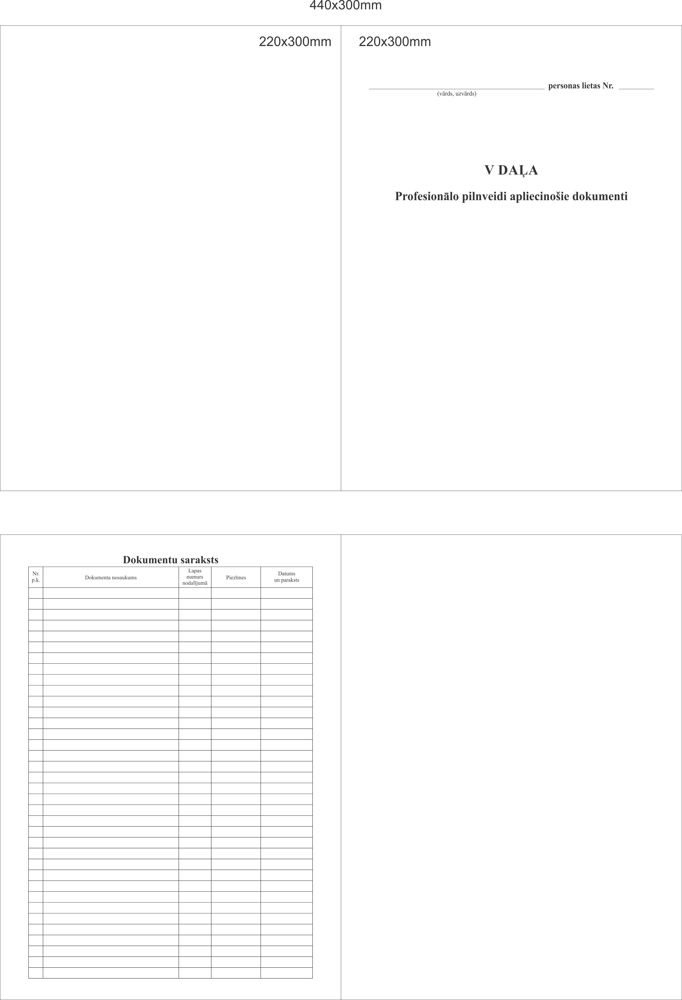 440x300mm
220x300mm
220x300mm
personas lietas Nr.
(vārds, uzvārds)
V DAĻA
Profesionālo pilnveidi apliecinošie dokumenti
Dokumentu saraksts
Nr.
p.k.
Dokumenta nosaukums
Lapas
numurs
nodalījumā
Piezīmes
Datums
un paraksts